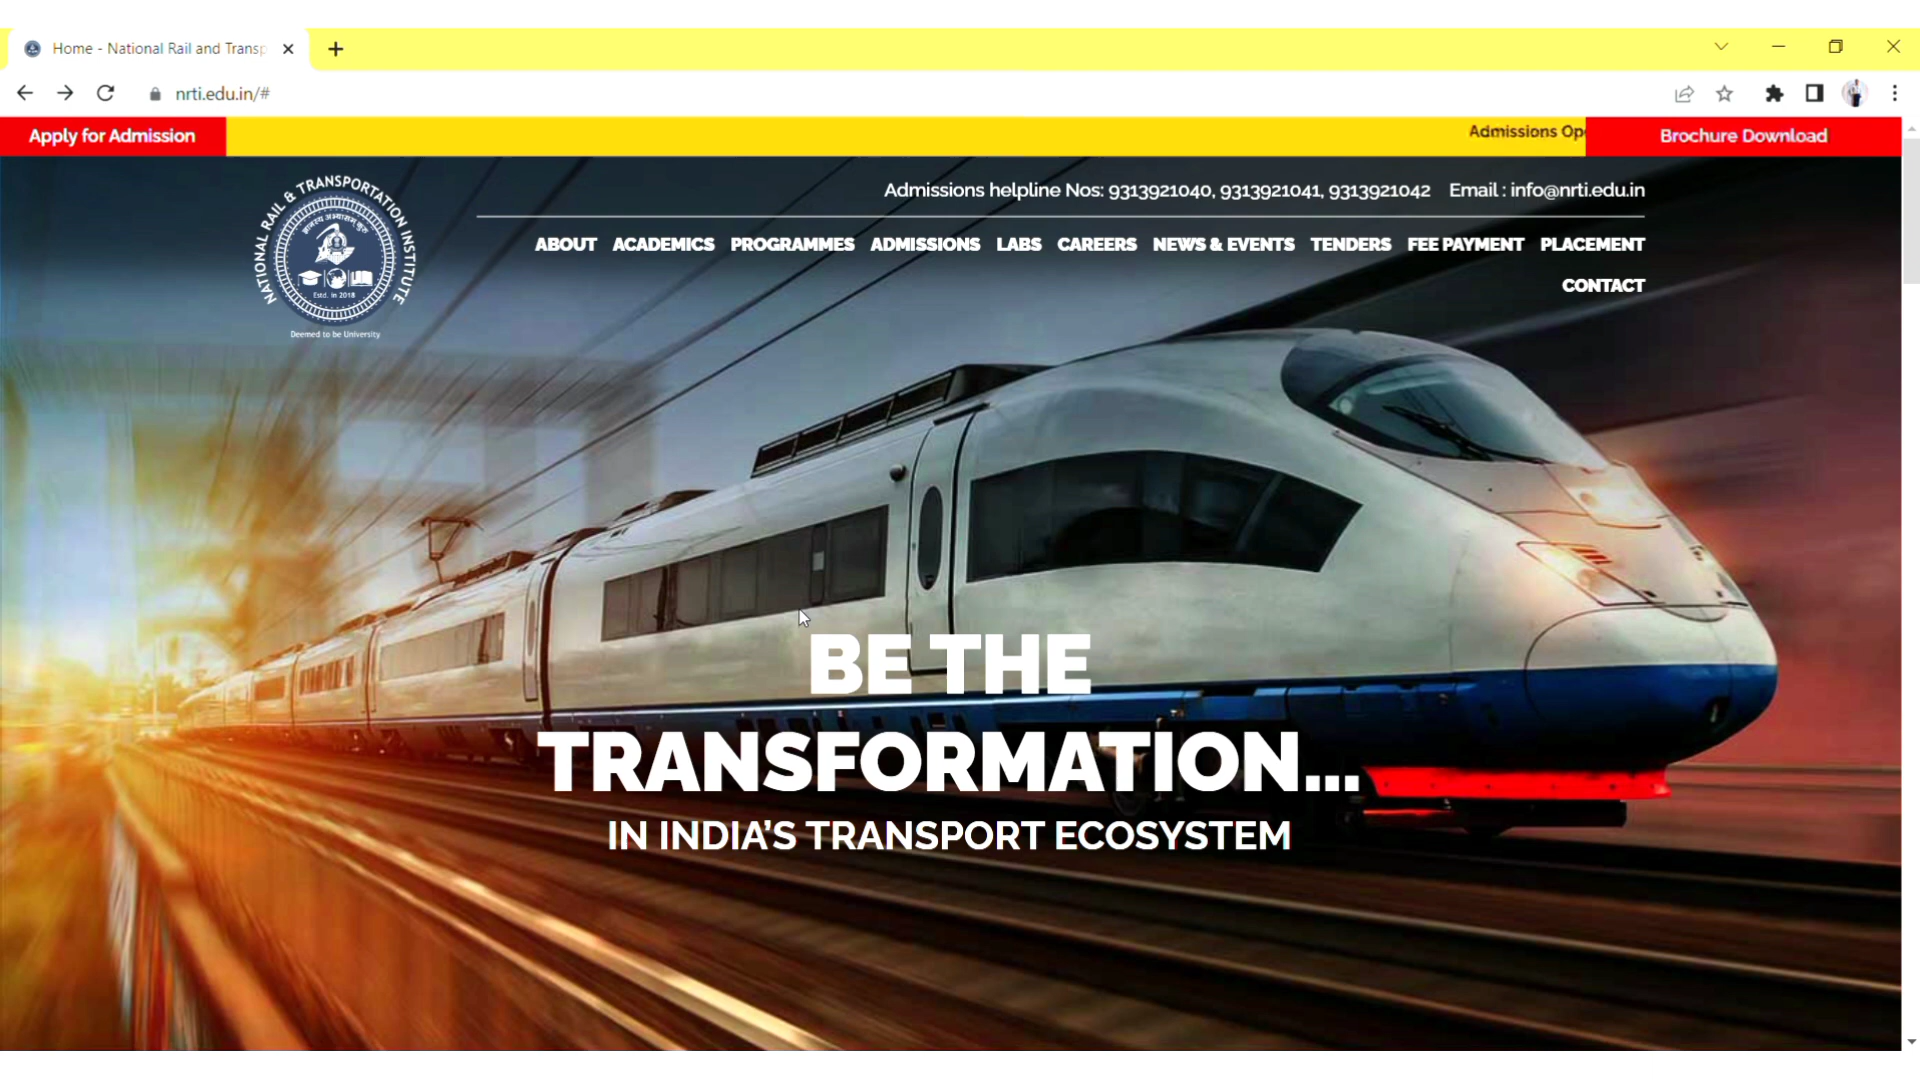 Home - National Rail and Transp
nrti.edu.in/#
Apply for Admission
Admissions Op
Brochure Download
NATIONAL RAIL & TRANSPORTATION INSTITUTE
Estd. in 2018
Deemed to be University
Admissions helpline Nos: 9313921040, 9313921041, 9313921042 Email : info@nrti.edu.in
ABOUT ACADEMICS PROGRAMMES ADMISSIONS LABS CAREERS NEWS & EVENTS TENDERS FEE PAYMENT PLACEMENT
CONTACT
BE THE
TRANSFORMATION...
IN INDIA'S TRANSPORT ECOSYSTEM